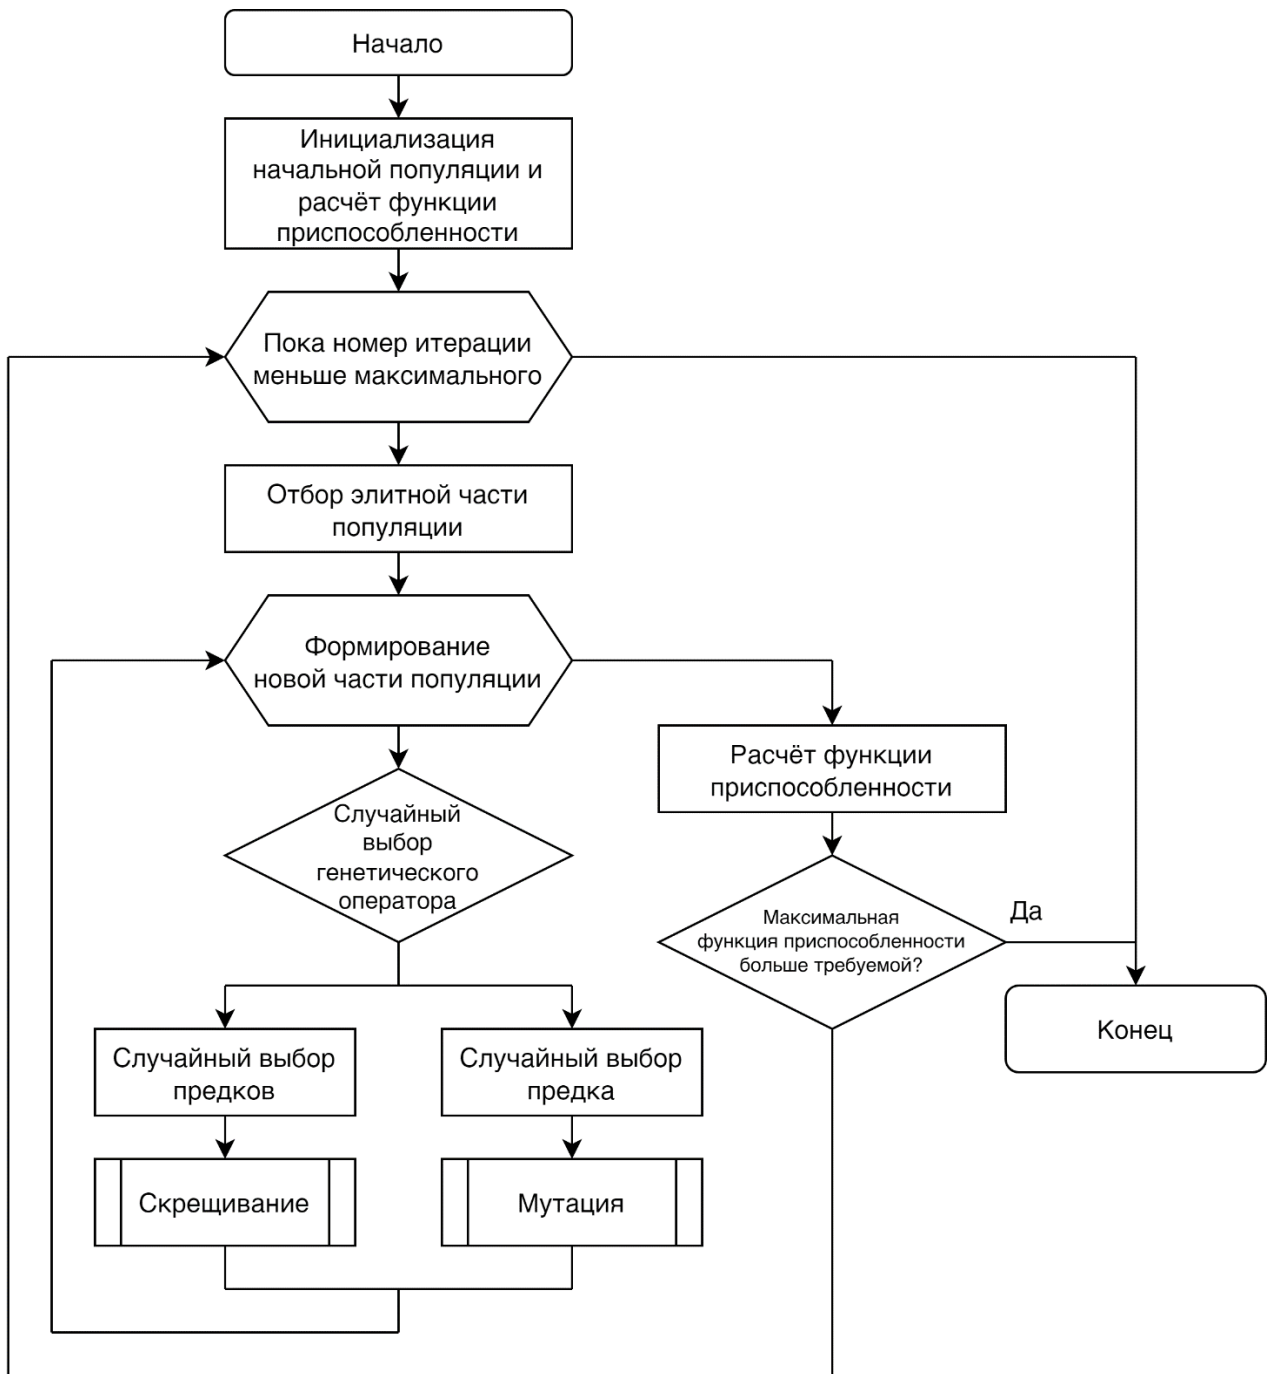 Начало
Инициализация
начальной популяции и
расчёт функции
приспособленности
Пока номер итерации
меньше максимального
Отбор элитной части
популяции
Формирование
новой части популяции
Расчёт функции
приспособленности
Случайный
выбор
генетического
оператора
Максимальная
функция приспособленности
больше требуемой?
Да
Конец
Случайный выбор
предков
Случайный выбор
предка
Скрещивание
Мутация